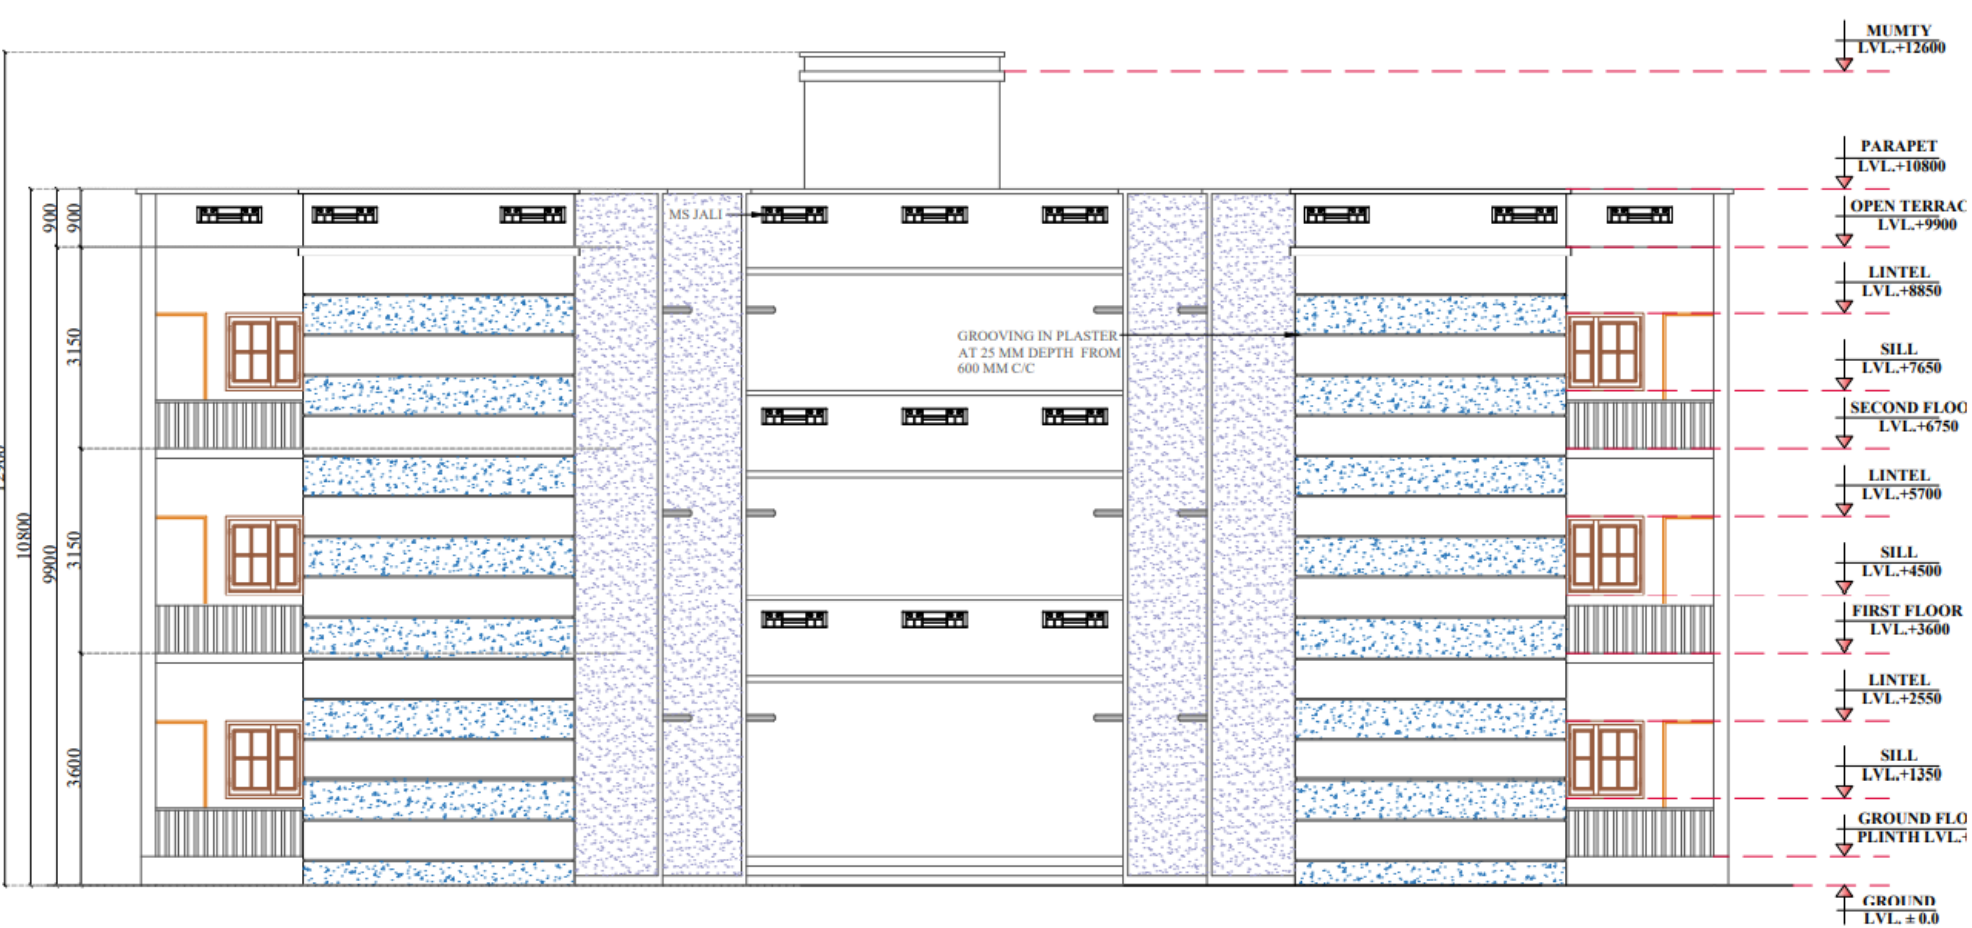 MUMTY
LVL.+12600
PARAPET
LVL.+10800
OPEN TERRAC
LVL.+9900
LINTEL
LVL.+8850
SILL
LVL.+7650
SECOND FLOO
LVL.+6750
LINTEL
LVL.+5700
SILL
LVL.+4500
FIRST FLOOR
LVL.+3600
LINTEL
LVL.+2550
SILL
LVL.+1350
GROUND FLO
PLINTH LVL.+
GROUND
LVL. ± 0.0
MS JALI
GROOVING IN PLASTER
AT 25 MM DEPTH FROM
600 MM C/C
10800
900
9900
900
3150
3150
3600